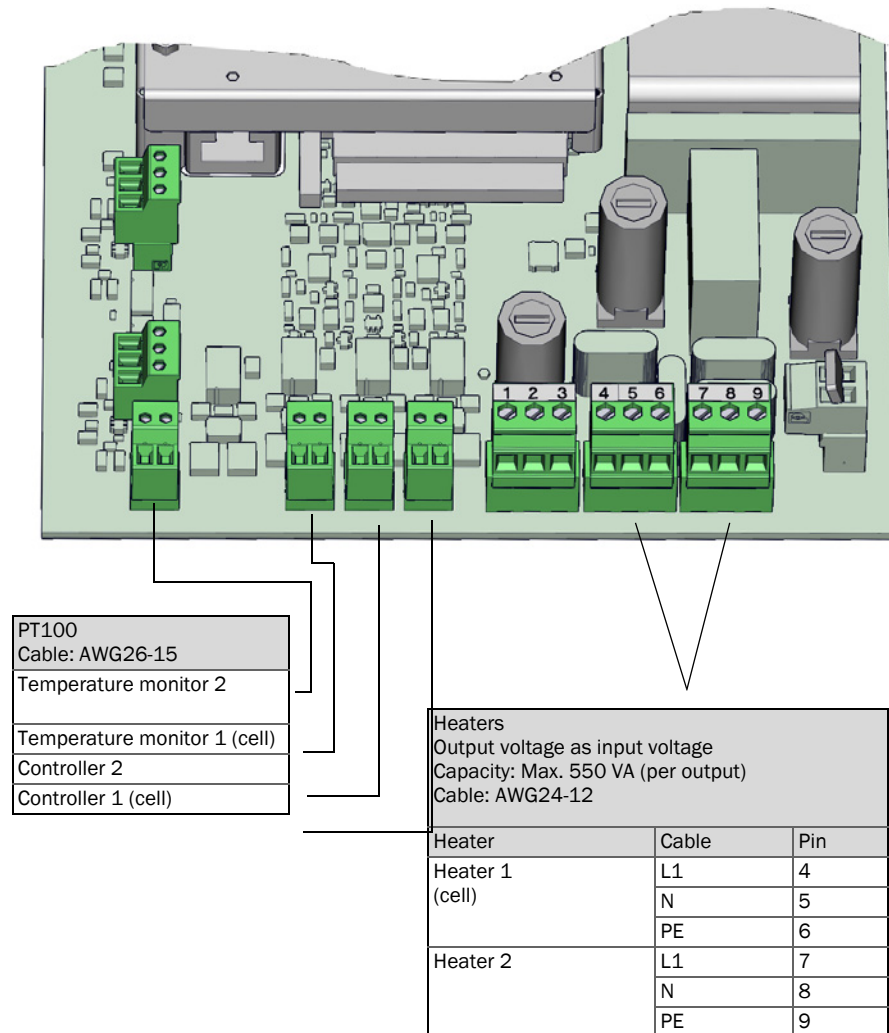 1 2 3 4 5 6 7 8 9
PT100
Cable: AWG26-15
Temperature monitor 2
Temperature monitor 1 (cell)
Controller 2
Controller 1 (cell)
Heaters
Output voltage as input voltage
Capacity: Max. 550 VA (per output)
Cable: AWG24-12
Heater Cable Pin
Heater 1 L1 4
(cell)
N 5
PE 6
Heater 2 L1 7
N 8
PE 9